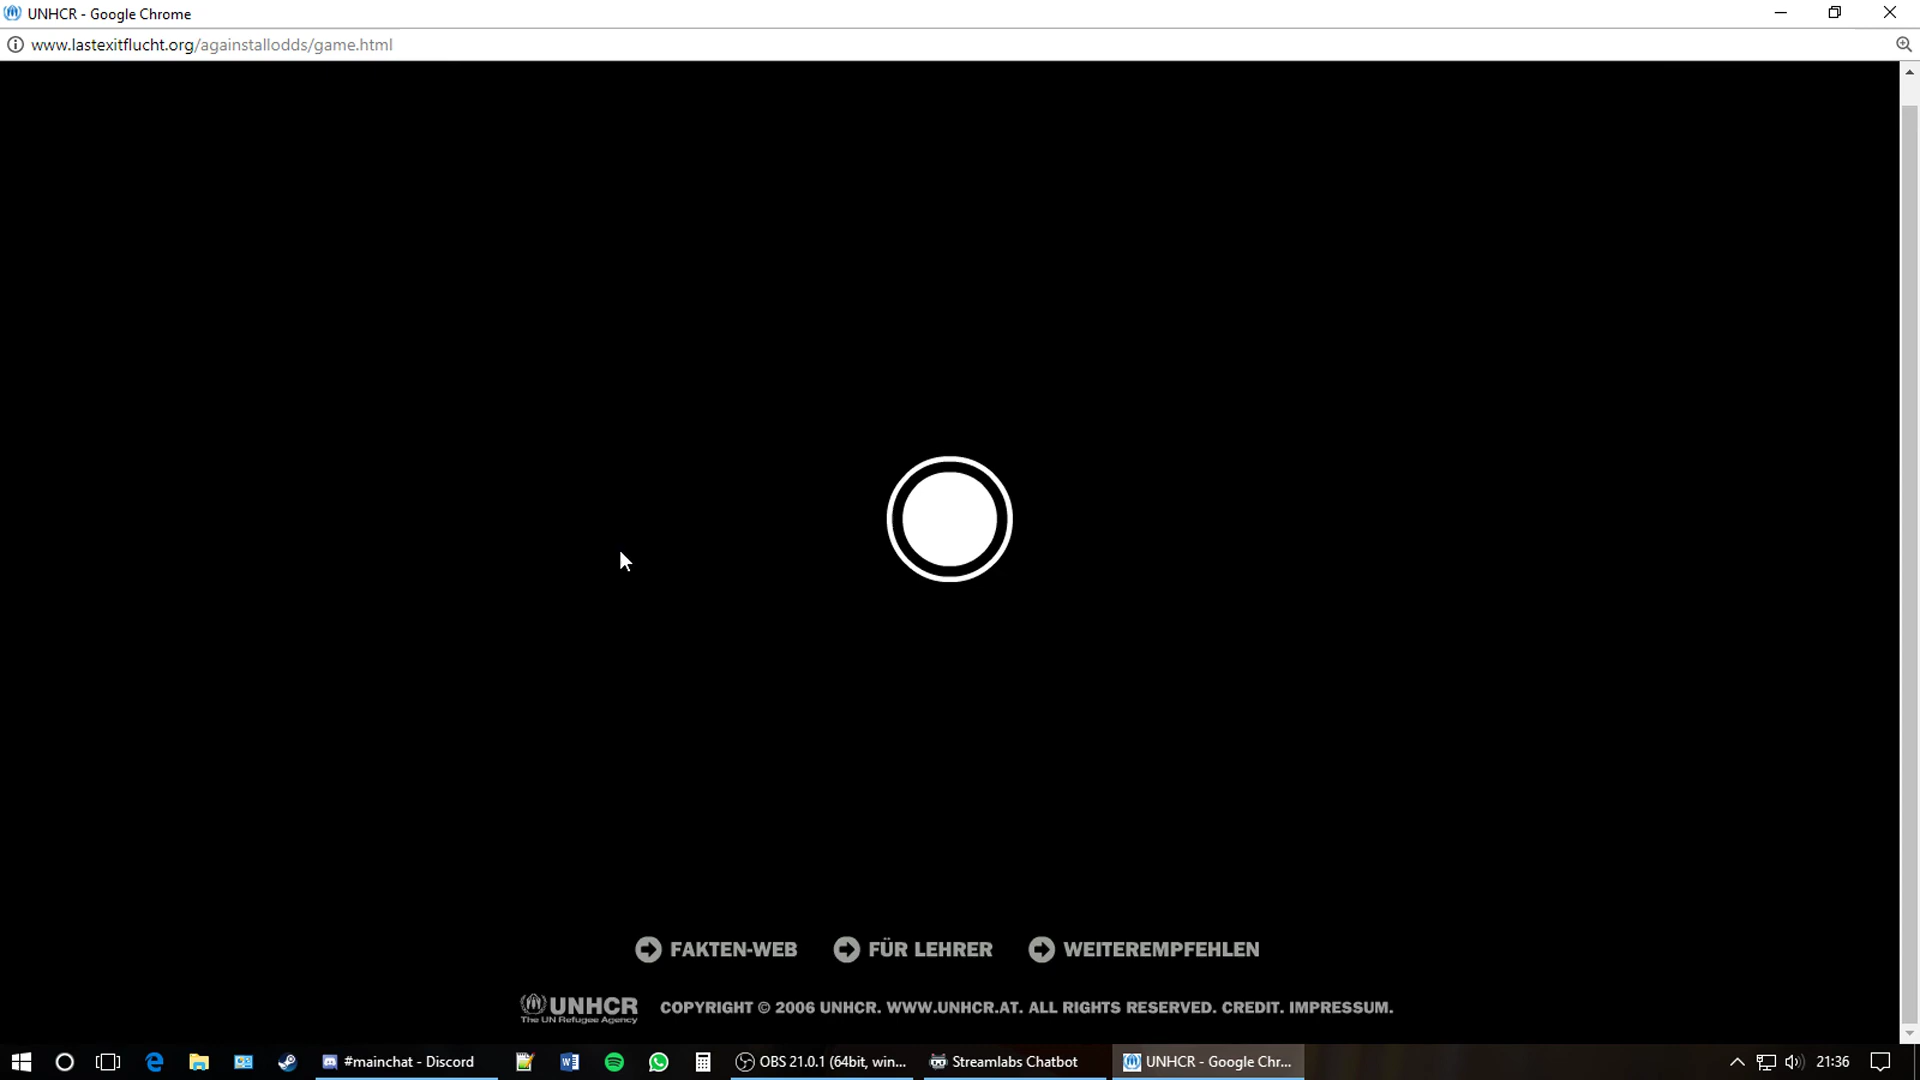 UNHCR - Google Chrome
www.lastexitflucht.org/againstallodds/game.html
FAKTEN-WEB FÜR LEHRER WEITEREMPFEHLEN
UNHCR COPYRIGHT © 2006 UNHCR. WWW.UNHCR.AT. ALL RIGHTS RESERVED. CREDIT. IMPRESSUM.
The UN Refugee Agency
#mainchat - Discord OBS 21.0.1 (64bit, win... Streamlabs Chatbot UNHCR - Google Chr... 21:36